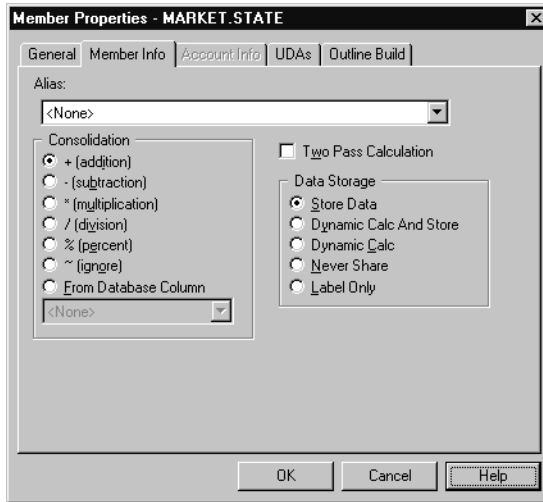 Member Properties - MARKET.STATE
General Member Info Account Info UDAs Outline Build
Alias:
<None>
Consolidation
+ (addition)
- (subtraction)
* (multiplication)
/ (division)
% (percent)
~ (ignore)
From Database Column
<None>
Two Pass Calculation
Data Storage
Store Data
Dynamic Calc And Store
Dynamic Calc
Never Share
Label Only
OK Cancel Help